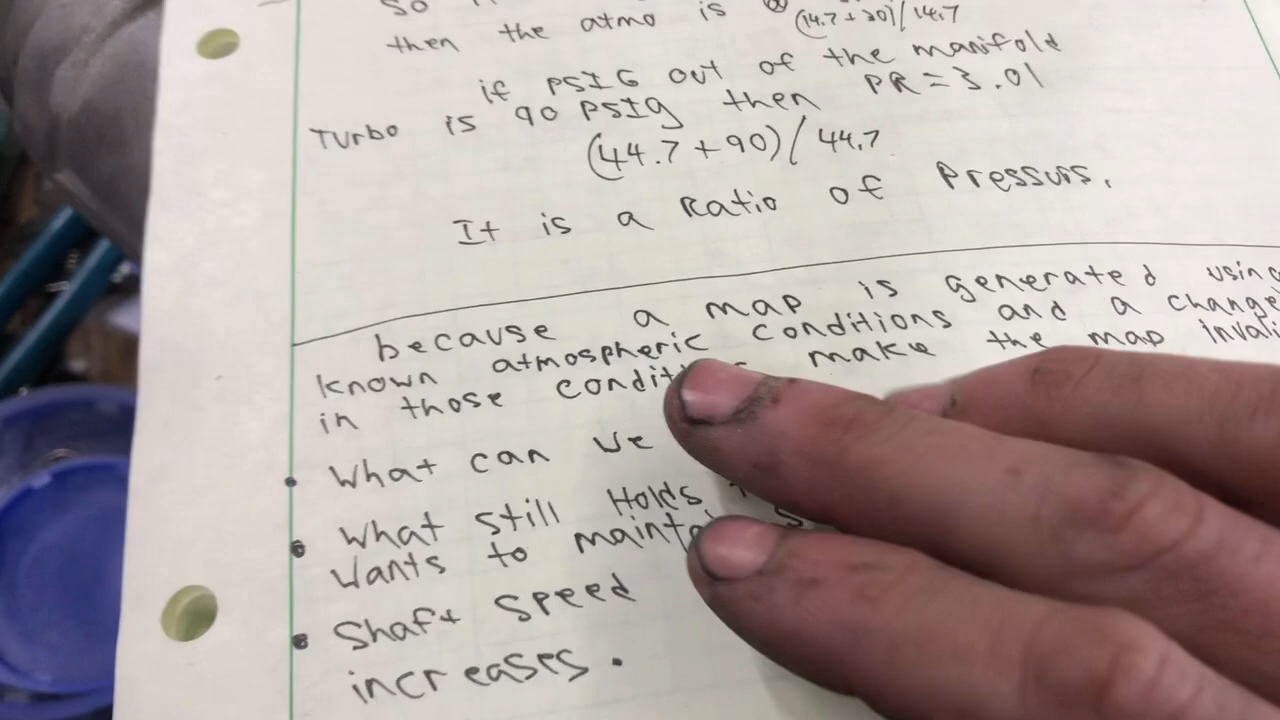 So
then the atmo is (14.7+30)/14.7
if PSIG out of the manifold
Turbo is 90 PSIg then PR=3.01
(44.7+90)/44.7
It is a Ratio of Pressurs.
because a map is generated using
known atmospheric conditions and a change
in those make the map
• What can we
• What still Holds
wants to
• Shaft Speed
increases.